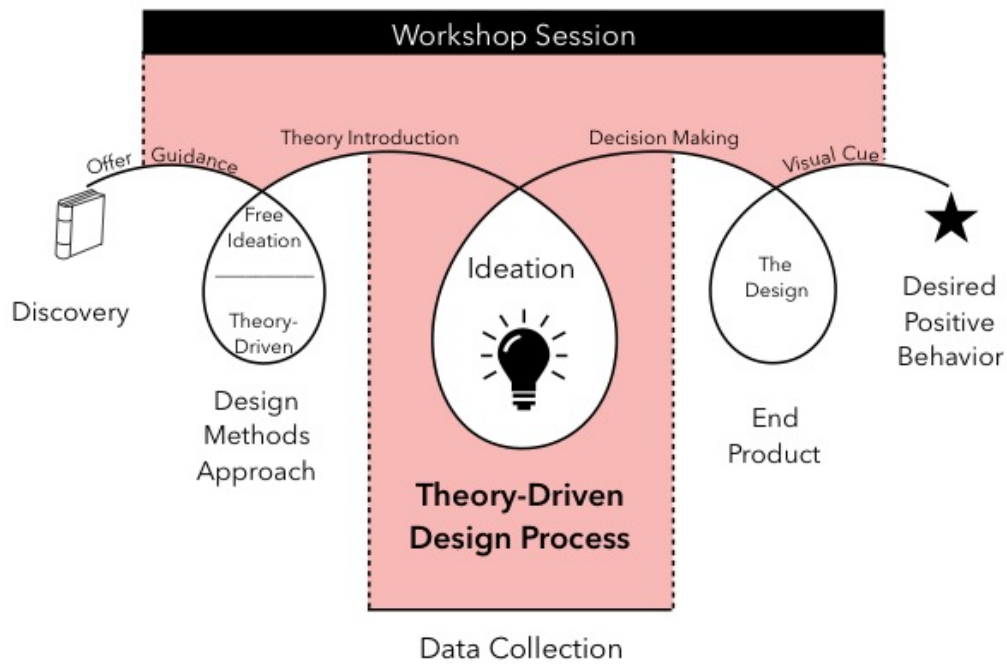 Workshop Session
Offer Guidance
Theory Introduction
Decision Making
Visual Cue
Discovery
Free
Ideation
Theory-
Driven
Design
Methods
Approach
Ideation
Theory-Driven
Design Process
The
Design
End
Product
Desired
Positive
Behavior
Data Collection